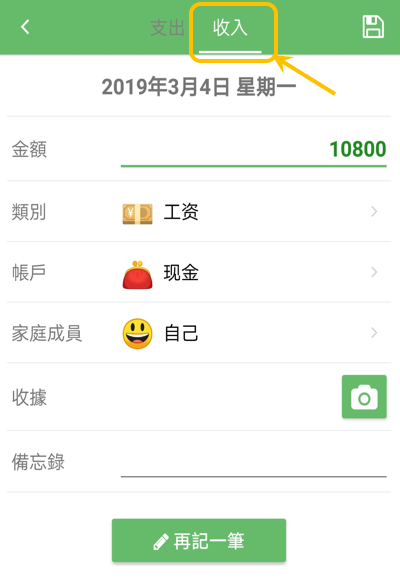 支出 收入
2019年3月4日 星期一
金額 10800
類別 工资
帳戶 现金
家庭成員 自己
收據
備忘錄
再記一筆